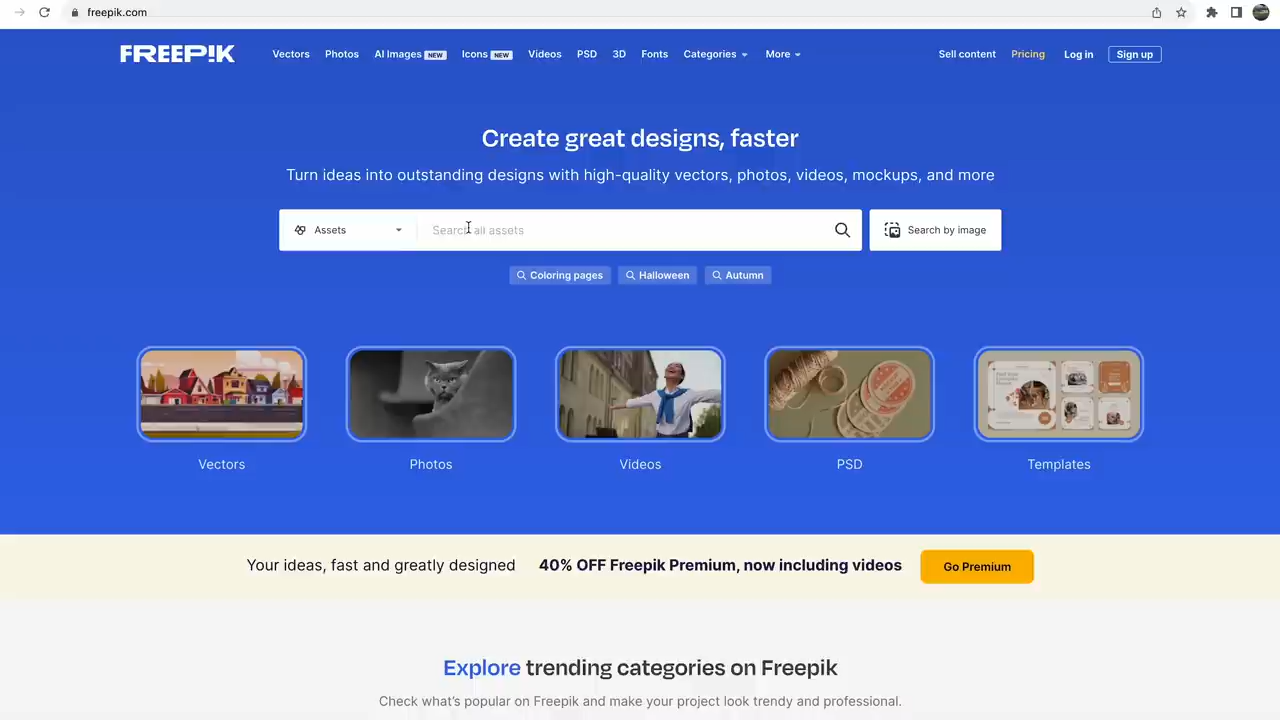 freepik.com
FREEPIK Vectors Photos AI Images NEW Icons NEW Videos PSD 3D Fonts Categories More Sell content Pricing Log in Sign up
Create great designs, faster
Turn ideas into outstanding designs with high-quality vectors, photos, videos, mockups, and more
Assets Search all assets Search by image
Coloring pages Halloween Autumn
Vectors Photos Videos PSD Templates
Your ideas, fast and greatly designed 40% OFF Freepik Premium, now including videos Go Premium
Explore trending categories on Freepik
Check what's popular on Freepik and make your project look trendy and professional.